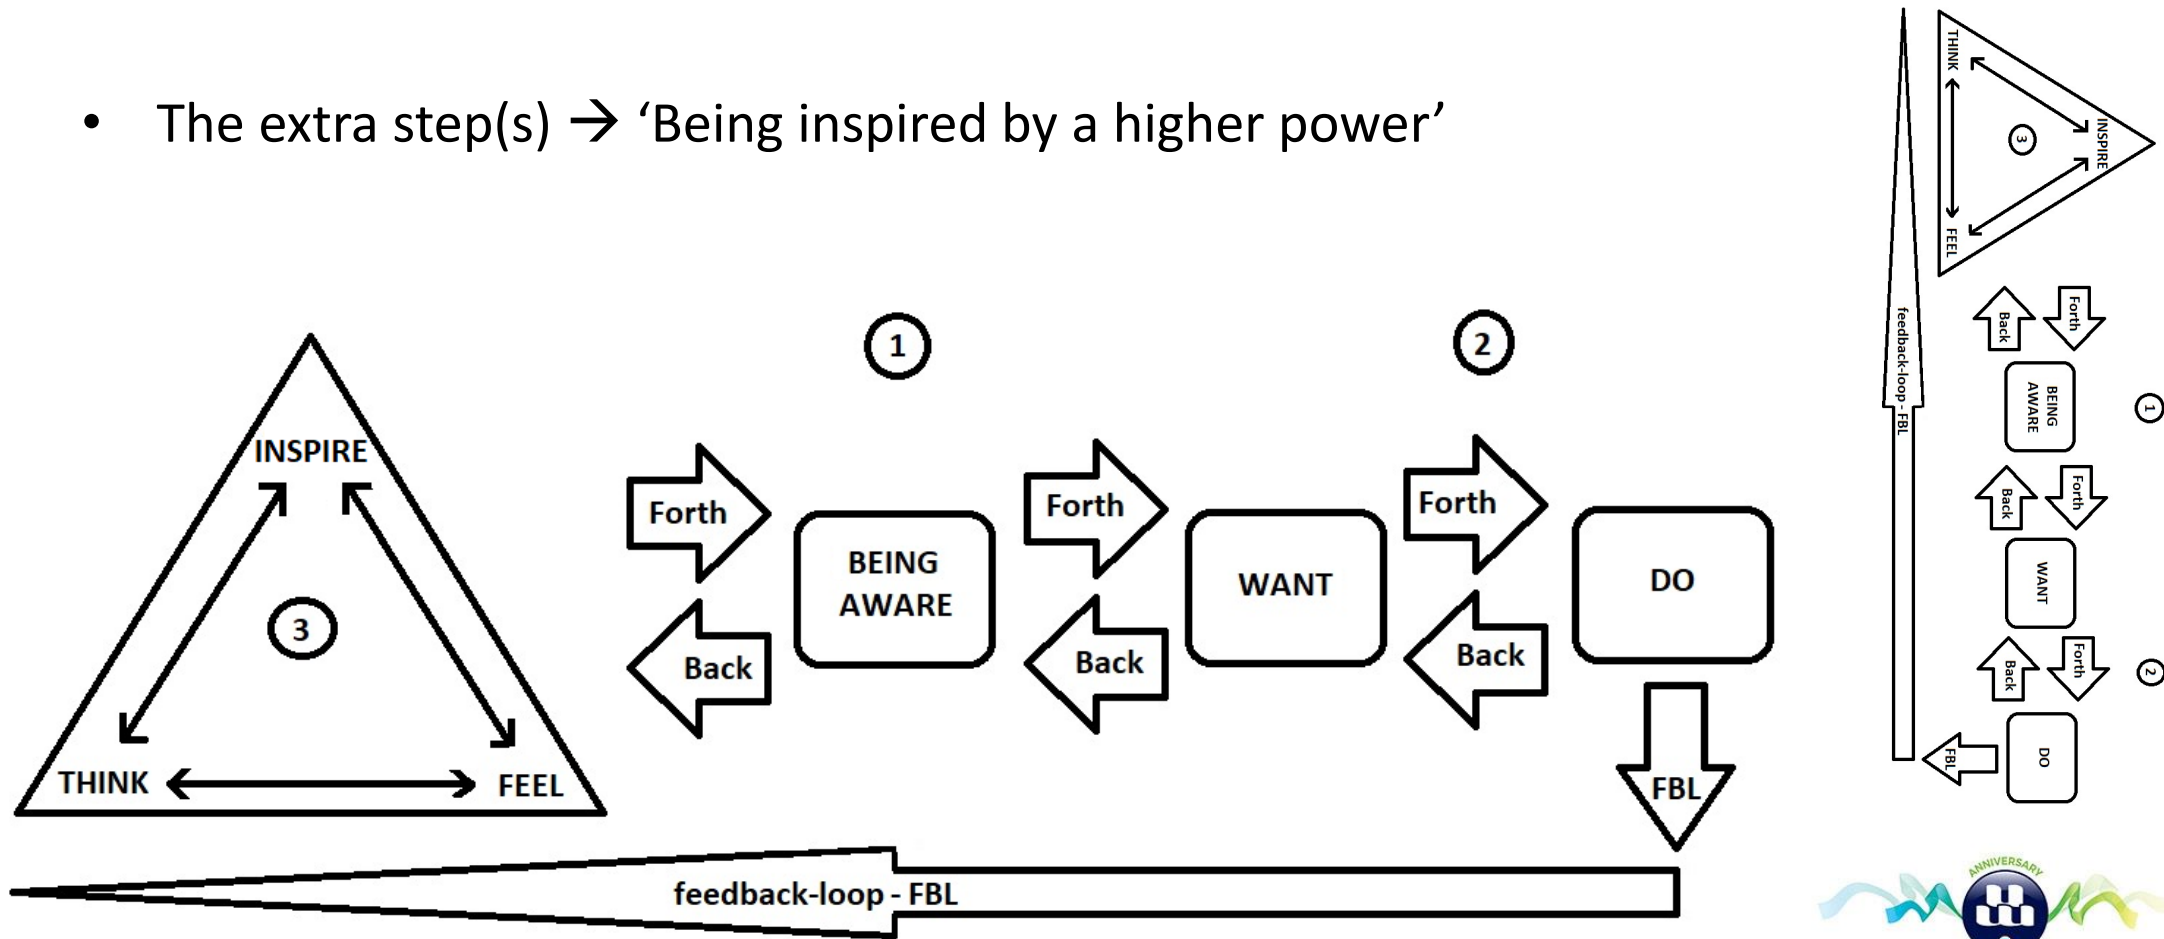 • The extra step(s) → ‘Being inspired by a higher power’
1
2
INSPIRE
3
THINK
FEEL
Forth
Back
BEING
AWARE
Forth
Back
WANT
Forth
Back
DO
FBL
feedback-loop - FBL
THINK
INSPIRE
3
FEEL
Forth
Back
BEING
AWARE
1
Forth
Back
WANT
Forth
Back
2
DO
FBL
feedback-loop - FBL
ANNIVERSARY